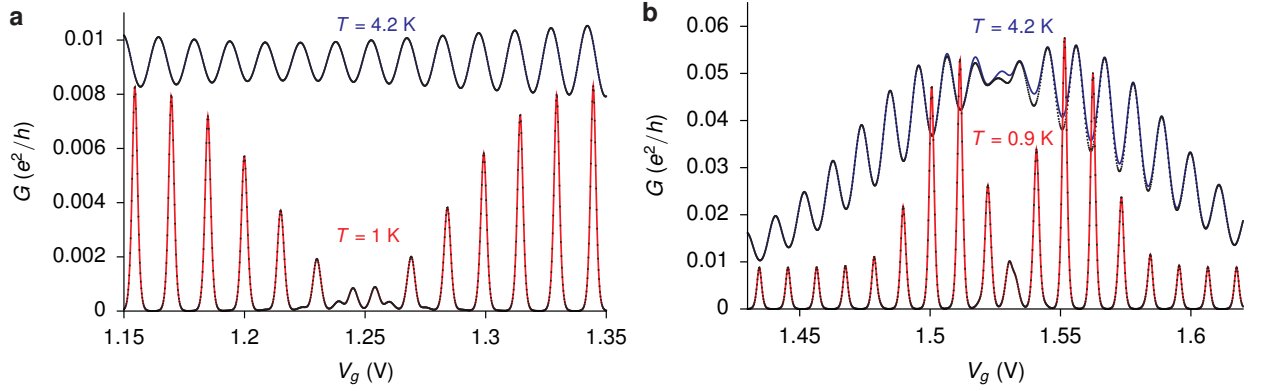 a
T = 4.2 K
0.01
0.008
0.006
0.004
0.002
0
G (e²/h)
T = 1 K
1.15
1.2
1.25
1.3
1.35
V_g (V)
b
T = 4.2 K
0.06
0.05
0.04
0.03
0.02
0.01
0
G (e²/h)
T = 0.9 K
1.45
1.5
1.55
1.6
V_g (V)